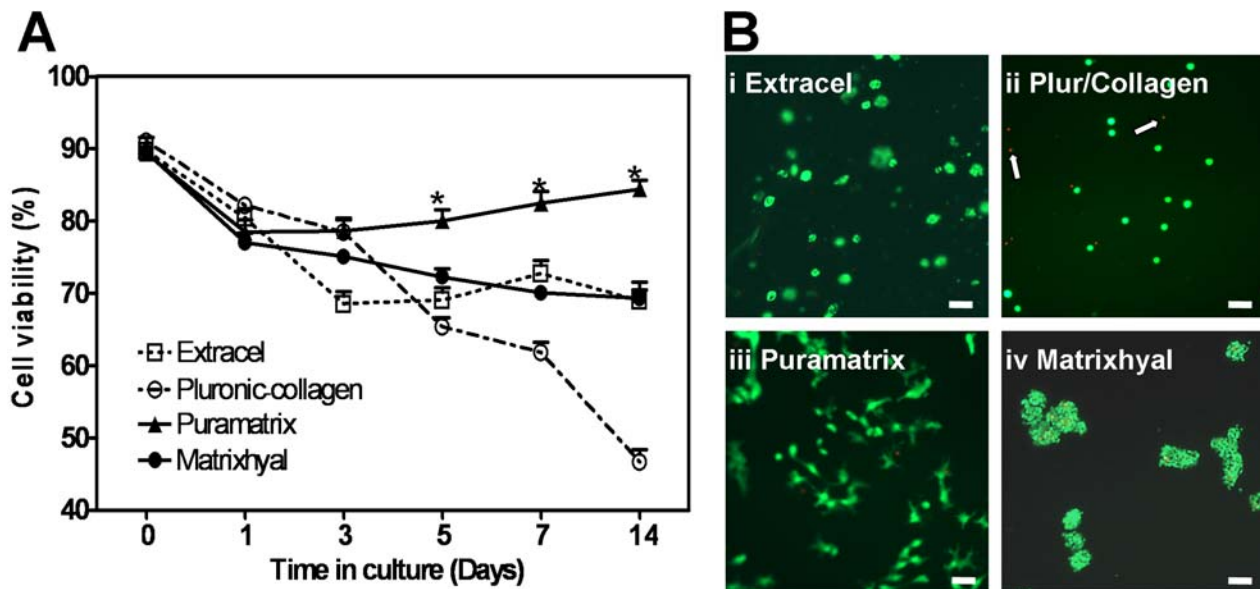 A
100
90
80
70
60
50
40
Cell viability (%)
* * *
Extracel
Pluronic-collagen
Puramatrix
Matrixhyal
0 1 3 5 7 14
Time in culture (Days)
B
i Extracel
ii Plur/Collagen
iii Puramatrix
iv Matrixhyal